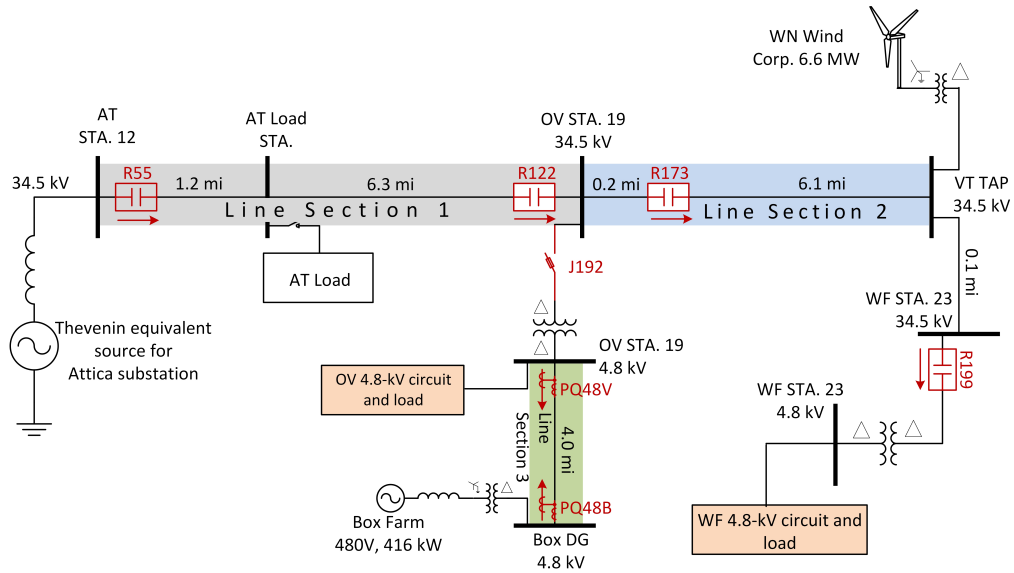 WN Wind
Corp. 6.6 MW
AT
STA. 12
AT Load
STA.
OV STA. 19
34.5 kV
34.5 kV
R55
1.2 mi
6.3 mi
R122
0.2 mi
R173
6.1 mi
VT TAP
34.5 kV
Line Section 1
Line Section 2
AT Load
J192
0.1 mi
WF STA. 23
34.5 kV
Thevenin equivalent
source for
Attica substation
OV STA. 19
4.8 kV
R199
OV 4.8-kV circuit
and load
PQ48V
WF STA. 23
4.8 kV
Line
Section 3
4.0 mi
PQ48B
Box Farm
480V, 416 kW
Box DG
4.8 kV
WF 4.8-kV circuit and
load